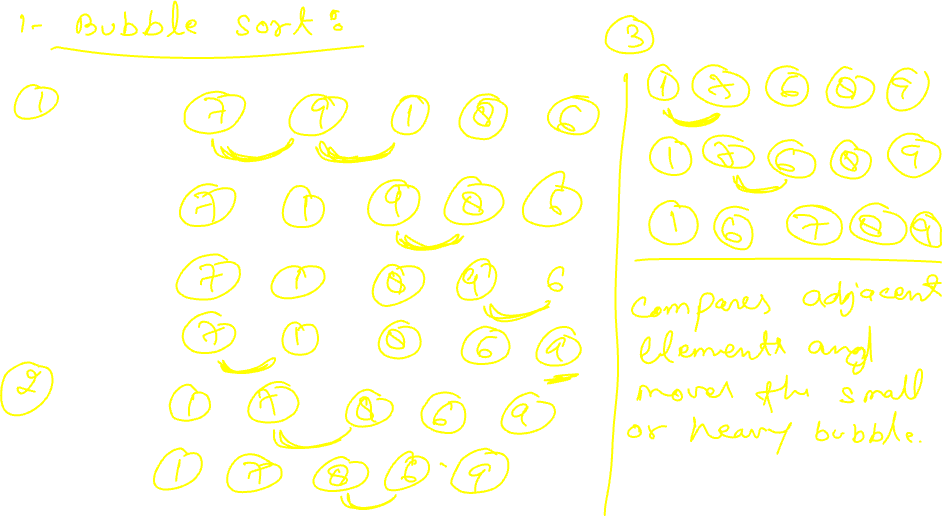 1- Bubble sort:
①
7 9 1 8 6
7 1 9 8 6
7 1 8 9 6
7 1 8 6 9
②
1 7 8 6 9
1 7 8 6 9
③
1 7 6 8 9
1 7 6 8 9
1 6 7 8 9
Compares adjacent
elements and
moves the small
or heavy bubble.